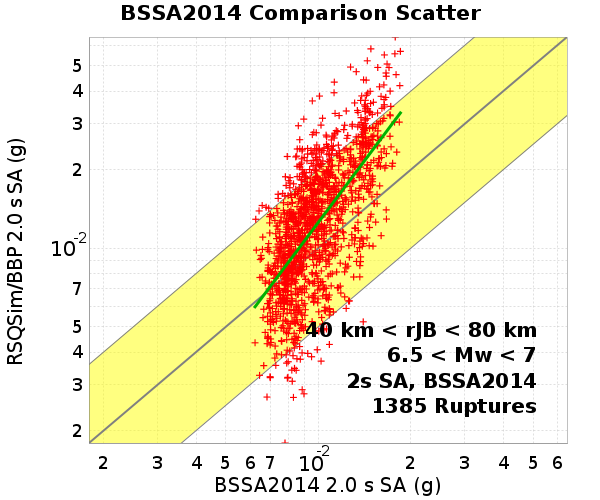 BSSA2014 Comparison Scatter
RSQSim/BBP 2.0 s SA (g)
5
4
3
2
10-2
7
5
4
3
2
40 km < rJB < 80 km
6.5 < Mw < 7
2s SA, BSSA2014
1385 Ruptures
2 3 4 5 6 7 10-2 2 3 4 5 6
BSSA2014 2.0 s SA (g)